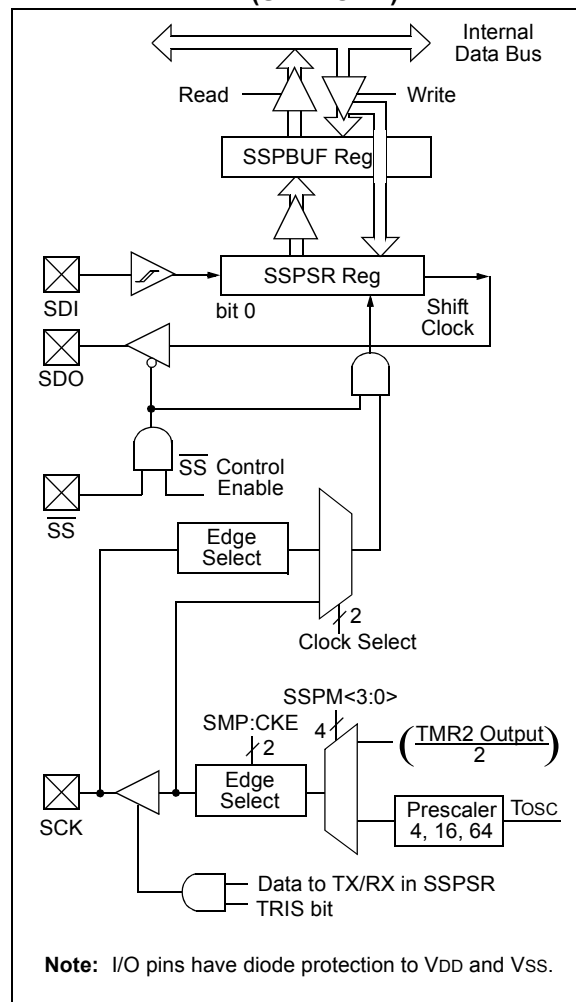 Internal
Data Bus
Read
Write
SSPBUF Reg
SSPSR Reg
SDI
bit 0
Shift
Clock
SDO
SS Control
Enable
SS
Edge
Select
2
Clock Select
SSPM<3:0>
SMP:CKE
4
2
(TMR2 Output
2)
Edge
Select
SCK
Prescaler
4, 16, 64
TOSC
Data to TX/RX in SSPSR
TRIS bit
Note: I/O pins have diode protection to VDD and VSS.